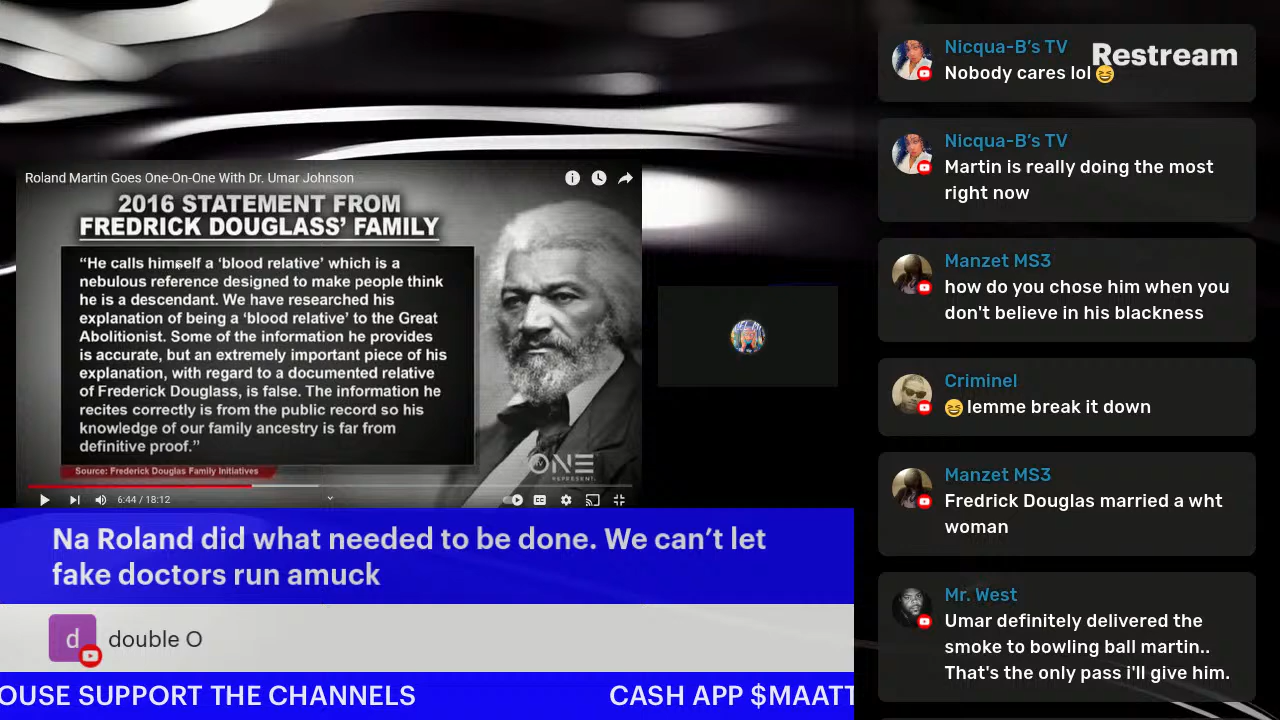 Roland Martin Goes One-On-One With Dr. Umar Johnson
2016 STATEMENT FROM
FREDRICK DOUGLASS' FAMILY
“He calls himself a ‘blood relative’ which is a
nebulous reference designed to make people think
he is a descendant. We have researched his
explanation of being a ‘blood relative’ to the Great
Abolitionist. Some of the information he provides
is accurate, but an extremely important piece of his
explanation, with regard to a documented relative
of Frederick Douglass, is false. The information he
recites correctly is from the public record so his
knowledge of our family ancestry is far from
definitive proof.”
Source: Frederick Douglas Family Initiatives
tv ONE
REPRESENT.
6:44 / 18:12
CC
Na Roland did what needed to be done. We can’t let
fake doctors run amuck
d
double O
OUSE SUPPORT THE CHANNELS
CASH APP $MAATT
Restream
Nicqua-B’s TV
Nobody cares lol 😆
Nicqua-B’s TV
Martin is really doing the most
right now
Manzet MS3
how do you chose him when you
don't believe in his blackness
Criminel
😆 lemme break it down
Manzet MS3
Fredrick Douglas married a wht
woman
Mr. West
Umar definitely delivered the
smoke to bowling ball martin..
That's the only pass i'll give him.